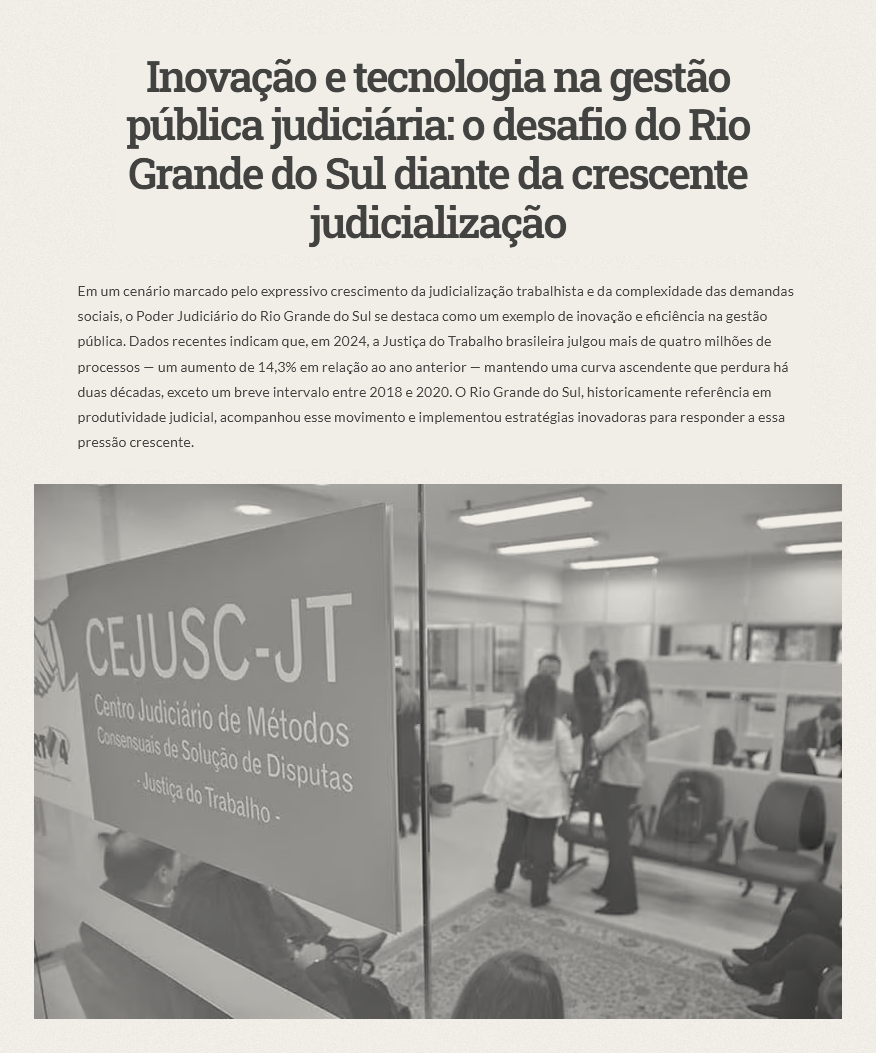 Inovação e tecnologia na gestão
pública judiciária: o desafio do Rio
Grande do Sul diante da crescente
judicialização
Em um cenário marcado pelo expressivo crescimento da judicialização trabalhista e da complexidade das demandas
sociais, o Poder Judiciário do Rio Grande do Sul se destaca como um exemplo de inovação e eficiência na gestão
pública. Dados recentes indicam que, em 2024, a Justiça do Trabalho brasileira julgou mais de quatro milhões de
processos — um aumento de 14,3% em relação ao ano anterior — mantendo uma curva ascendente que perdura há
duas décadas, exceto um breve intervalo entre 2018 e 2020. O Rio Grande do Sul, historicamente referência em
produtividade judicial, acompanhou esse movimento e implementou estratégias inovadoras para responder a essa
pressão crescente.
CEJUSC-JT
Centro Judiciário de Métodos
Consensuais de Solução de Disputas
- Justiça do Trabalho -